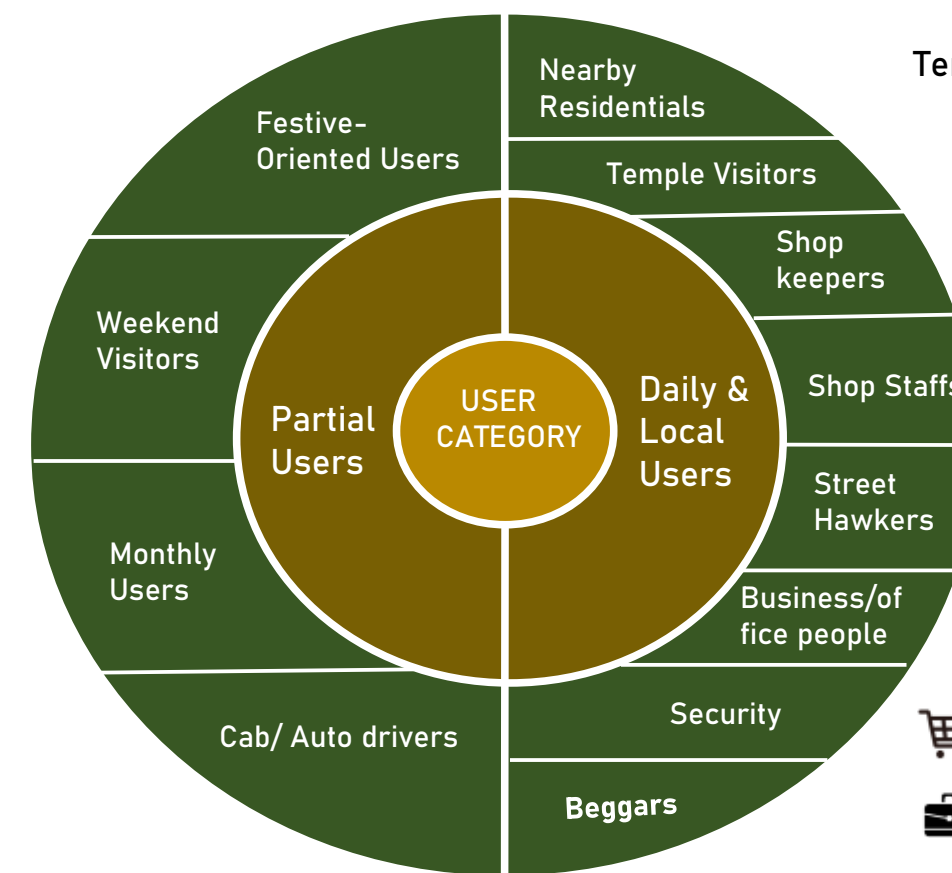 USER
CATEGORY
Partial
Users
Festive-
Oriented Users
Weekend
Visitors
Monthly
Users
Cab/ Auto drivers
Daily &
Local
Users
Nearby
Residentials
Temple Visitors
Shop
keepers
Shop Staffs
Street
Hawkers
Business/of
fice people
Security
Beggars